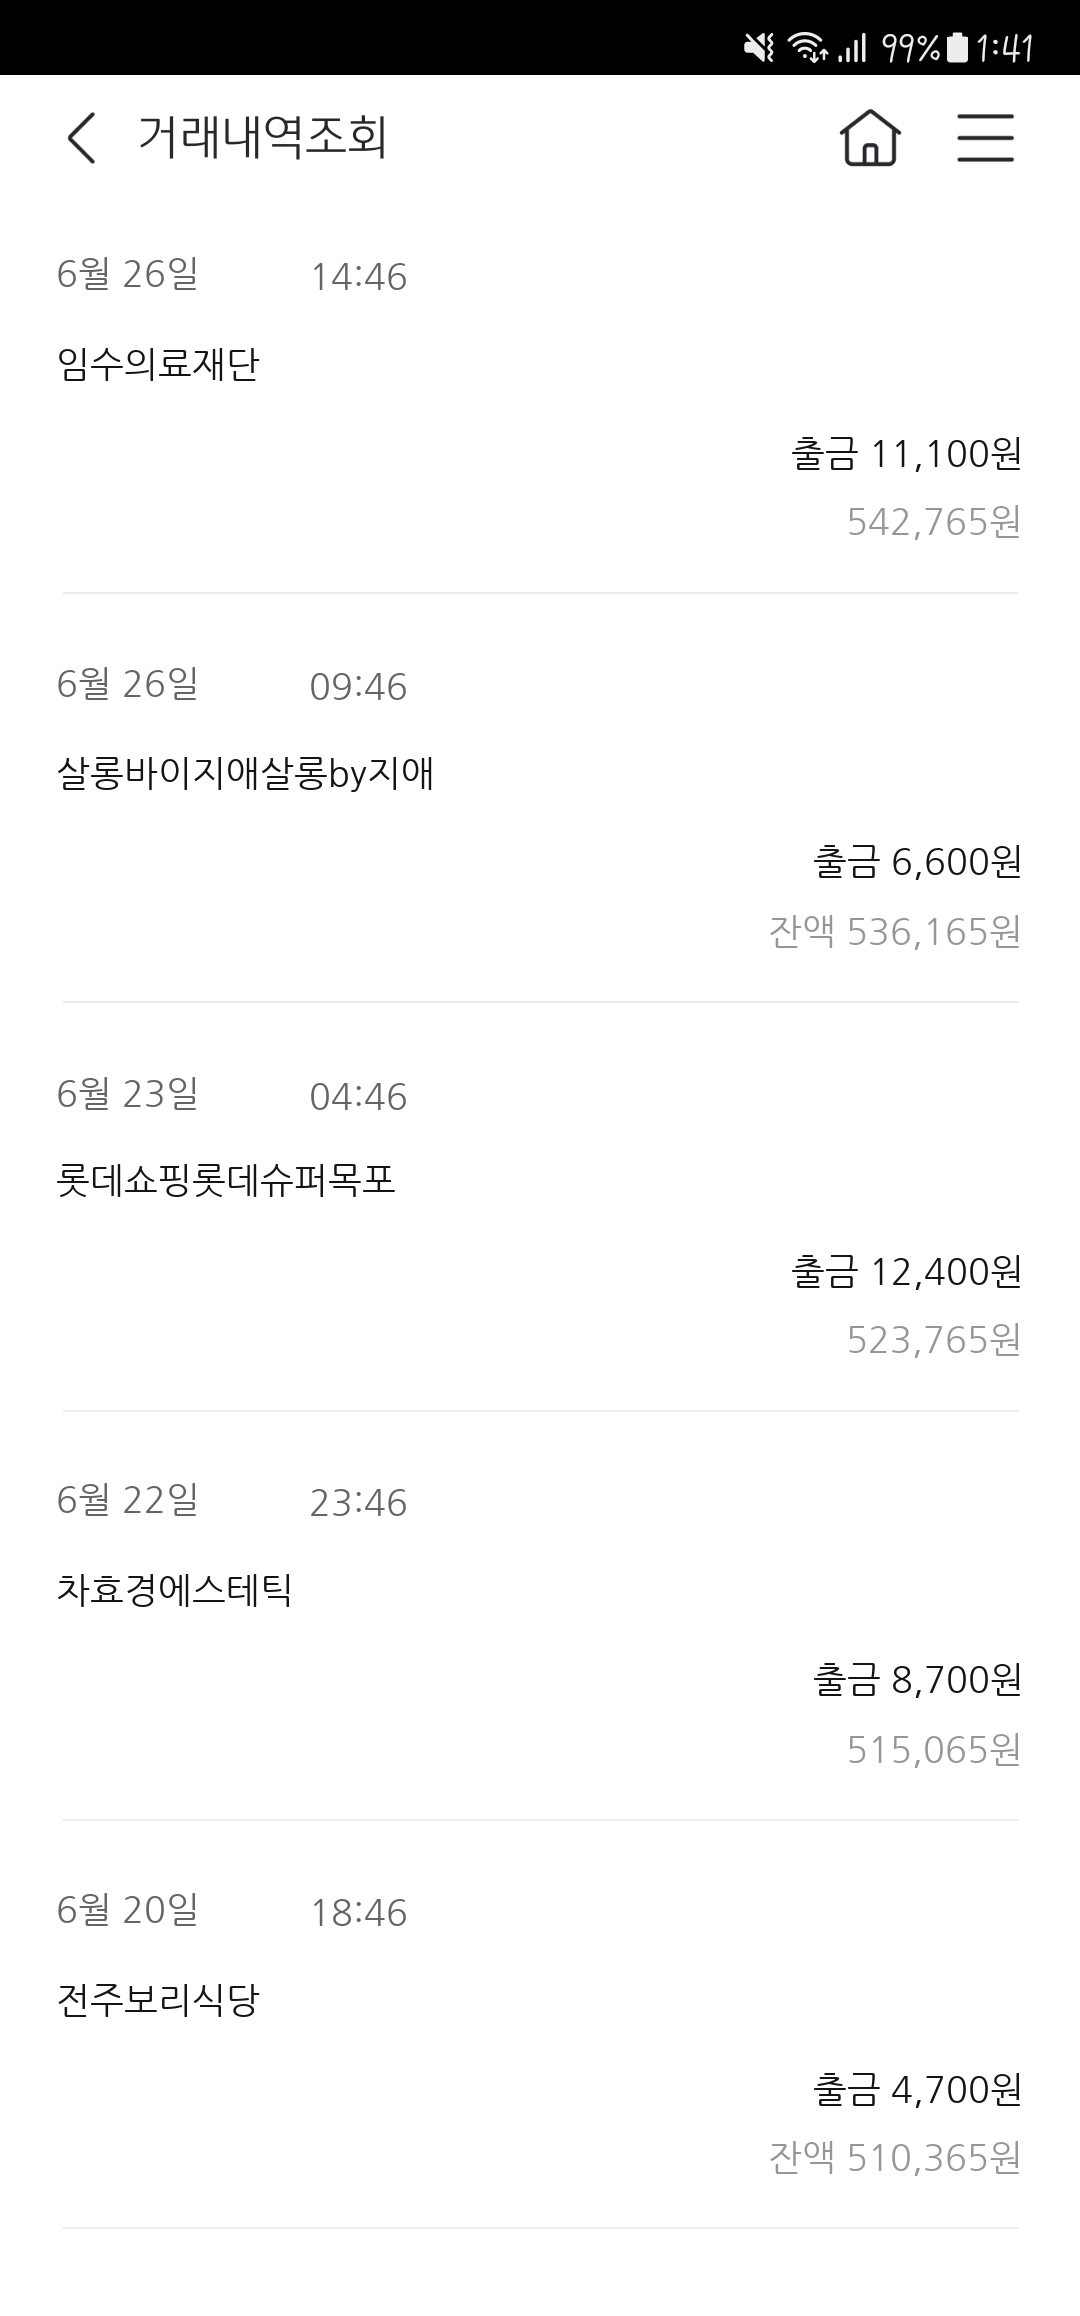 99% 1:41
거래내역조회
6월 26일 14:46
임수의료재단
출금 11,100원
542,765원
6월 26일 09:46
살롱바이지애살롱by지애
출금 6,600원
잔액 536,165원
6월 23일 04:46
롯데쇼핑롯데슈퍼목포
출금 12,400원
523,765원
6월 22일 23:46
차효경에스테틱
출금 8,700원
515,065원
6월 20일 18:46
전주보리식당
출금 4,700원
잔액 510,365원